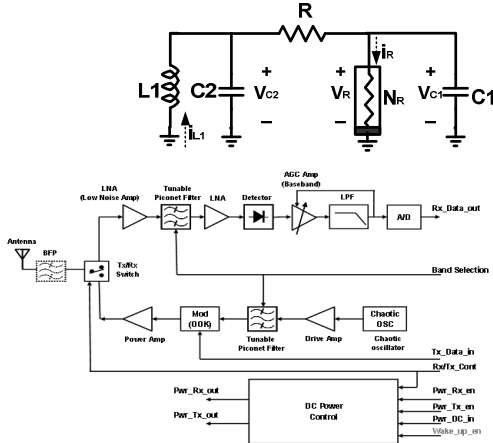 R
iR
L1
C2
+
VC2
−
iL1
+
VR
−
NR
+
VC1
−
C1
AGC Amp
(Baseband)
LNA
(Low Noise Amp)
Tunable
Piconet Filter
LNA
Detector
LPF
A/D
Rx_Data_out
Antenna
BFP
Tx/Rx
Switch
Band Selection
Power Amp
Mod
(OOK)
Tunable
Piconet Filter
Drive Amp
Chaotic
OSC
Chaotic
oscillator
Tx_Data_in
Rx/Tx_Cont
Pwr_Rx_out
Pwr_Tx_out
DC Power
Control
Pwr_Rx_en
Pwr_Tx_en
Pwr_DC_in
Wake_up_en